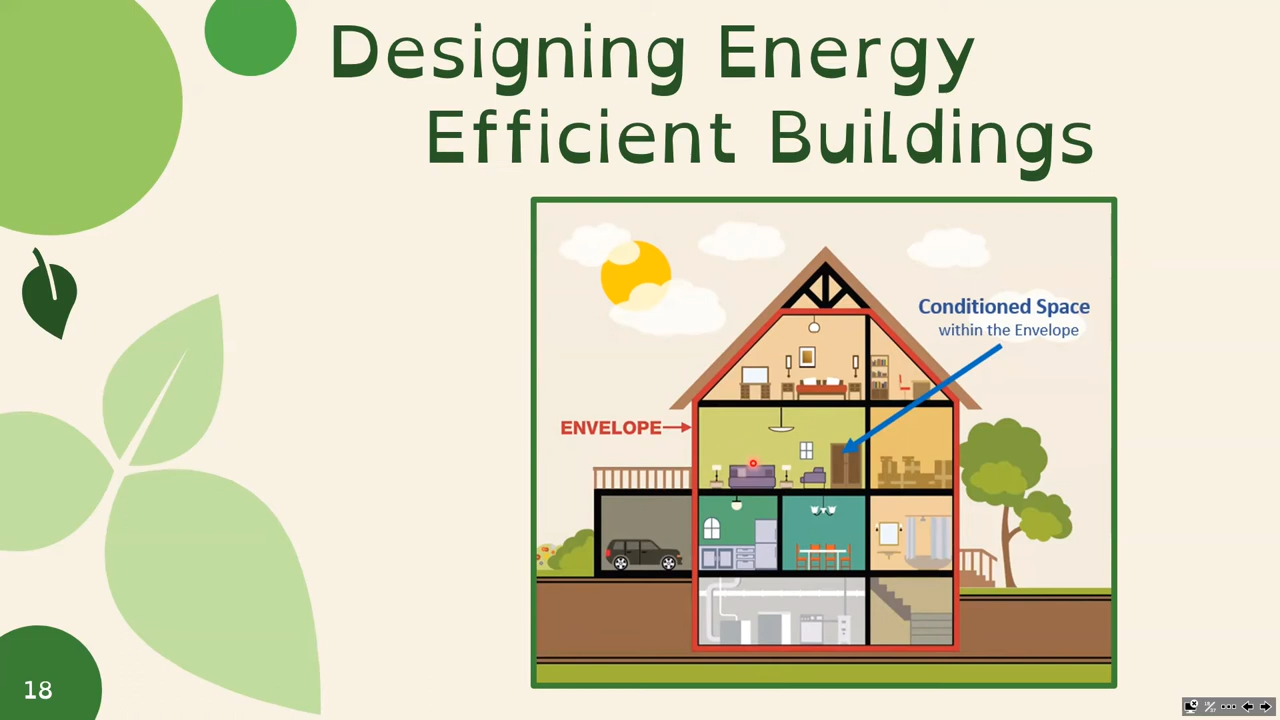 Designing Energy
Efficient Buildings
Conditioned Space
within the Envelope
ENVELOPE
18